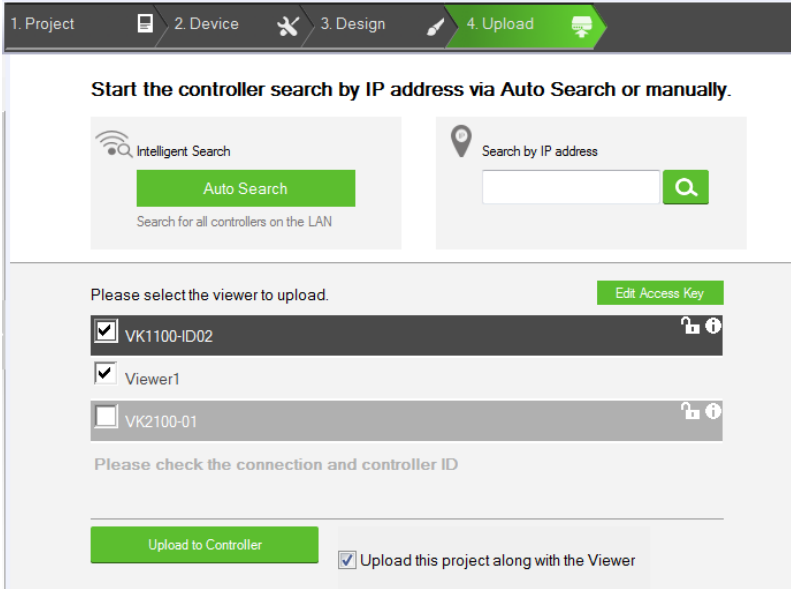 1. Project
2. Device
3. Design
4. Upload
Start the controller search by IP address via Auto Search or manually.
Intelligent Search
Auto Search
Search for all controllers on the LAN
IP
Search by IP address
Please select the viewer to upload.
Edit Access Key
VK1100-ID02
Viewer1
VK2100-01
Please check the connection and controller ID
Upload to Controller
Upload this project along with the Viewer